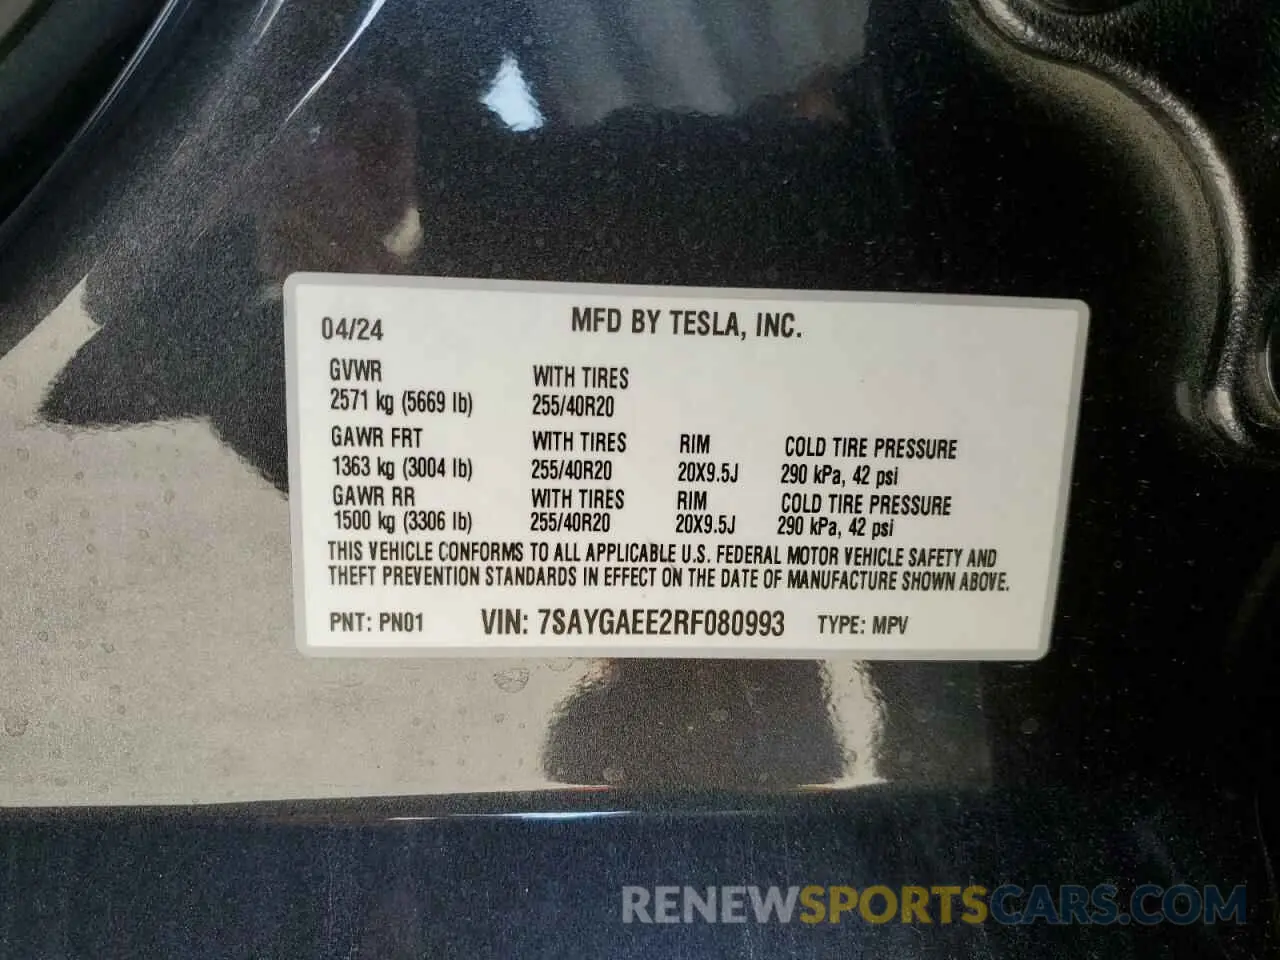 04/24 MFD BY TESLA, INC.
GVWR WITH TIRES
2571 kg (5669 lb) 255/40R20
GAWR FRT WITH TIRES RIM COLD TIRE PRESSURE
1363 kg (3004 lb) 255/40R20 20X9.5J 290 kPa, 42 psi
GAWR RR WITH TIRES RIM COLD TIRE PRESSURE
1500 kg (3306 lb) 255/40R20 20X9.5J 290 kPa, 42 psi
THIS VEHICLE CONFORMS TO ALL APPLICABLE U.S. FEDERAL MOTOR VEHICLE SAFETY AND
THEFT PREVENTION STANDARDS IN EFFECT ON THE DATE OF MANUFACTURE SHOWN ABOVE.
PNT: PN01 VIN: 7SAYGAEE2RF080993 TYPE: MPV
RENEWSPORTSCARS.COM